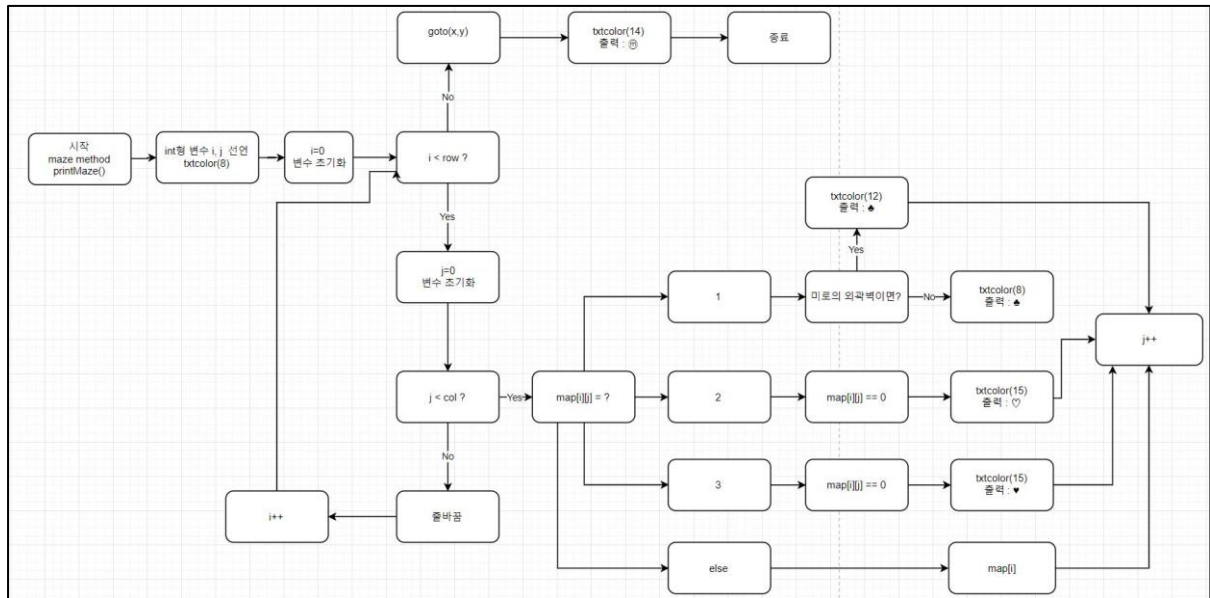 goto(x,y)
txtcolor(14)
출력 : ⓜ
종료
No
시작
maze method
printMaze()
int형 변수 i, j 선언
txtcolor(8)
i=0
변수 초기화
i < row ?
Yes
txtcolor(12)
출력 : ♣
Yes
j=0
변수 초기화
1
미로의 외곽벽이면?
No
txtcolor(8)
출력 : ♣
j++
j < col ?
Yes
map[i][j] = ?
2
map[i][j] == 0
txtcolor(15)
출력 : ♡
No
3
map[i][j] == 0
txtcolor(15)
출력 : ♥
i++
줄바꿈
else
map[i]